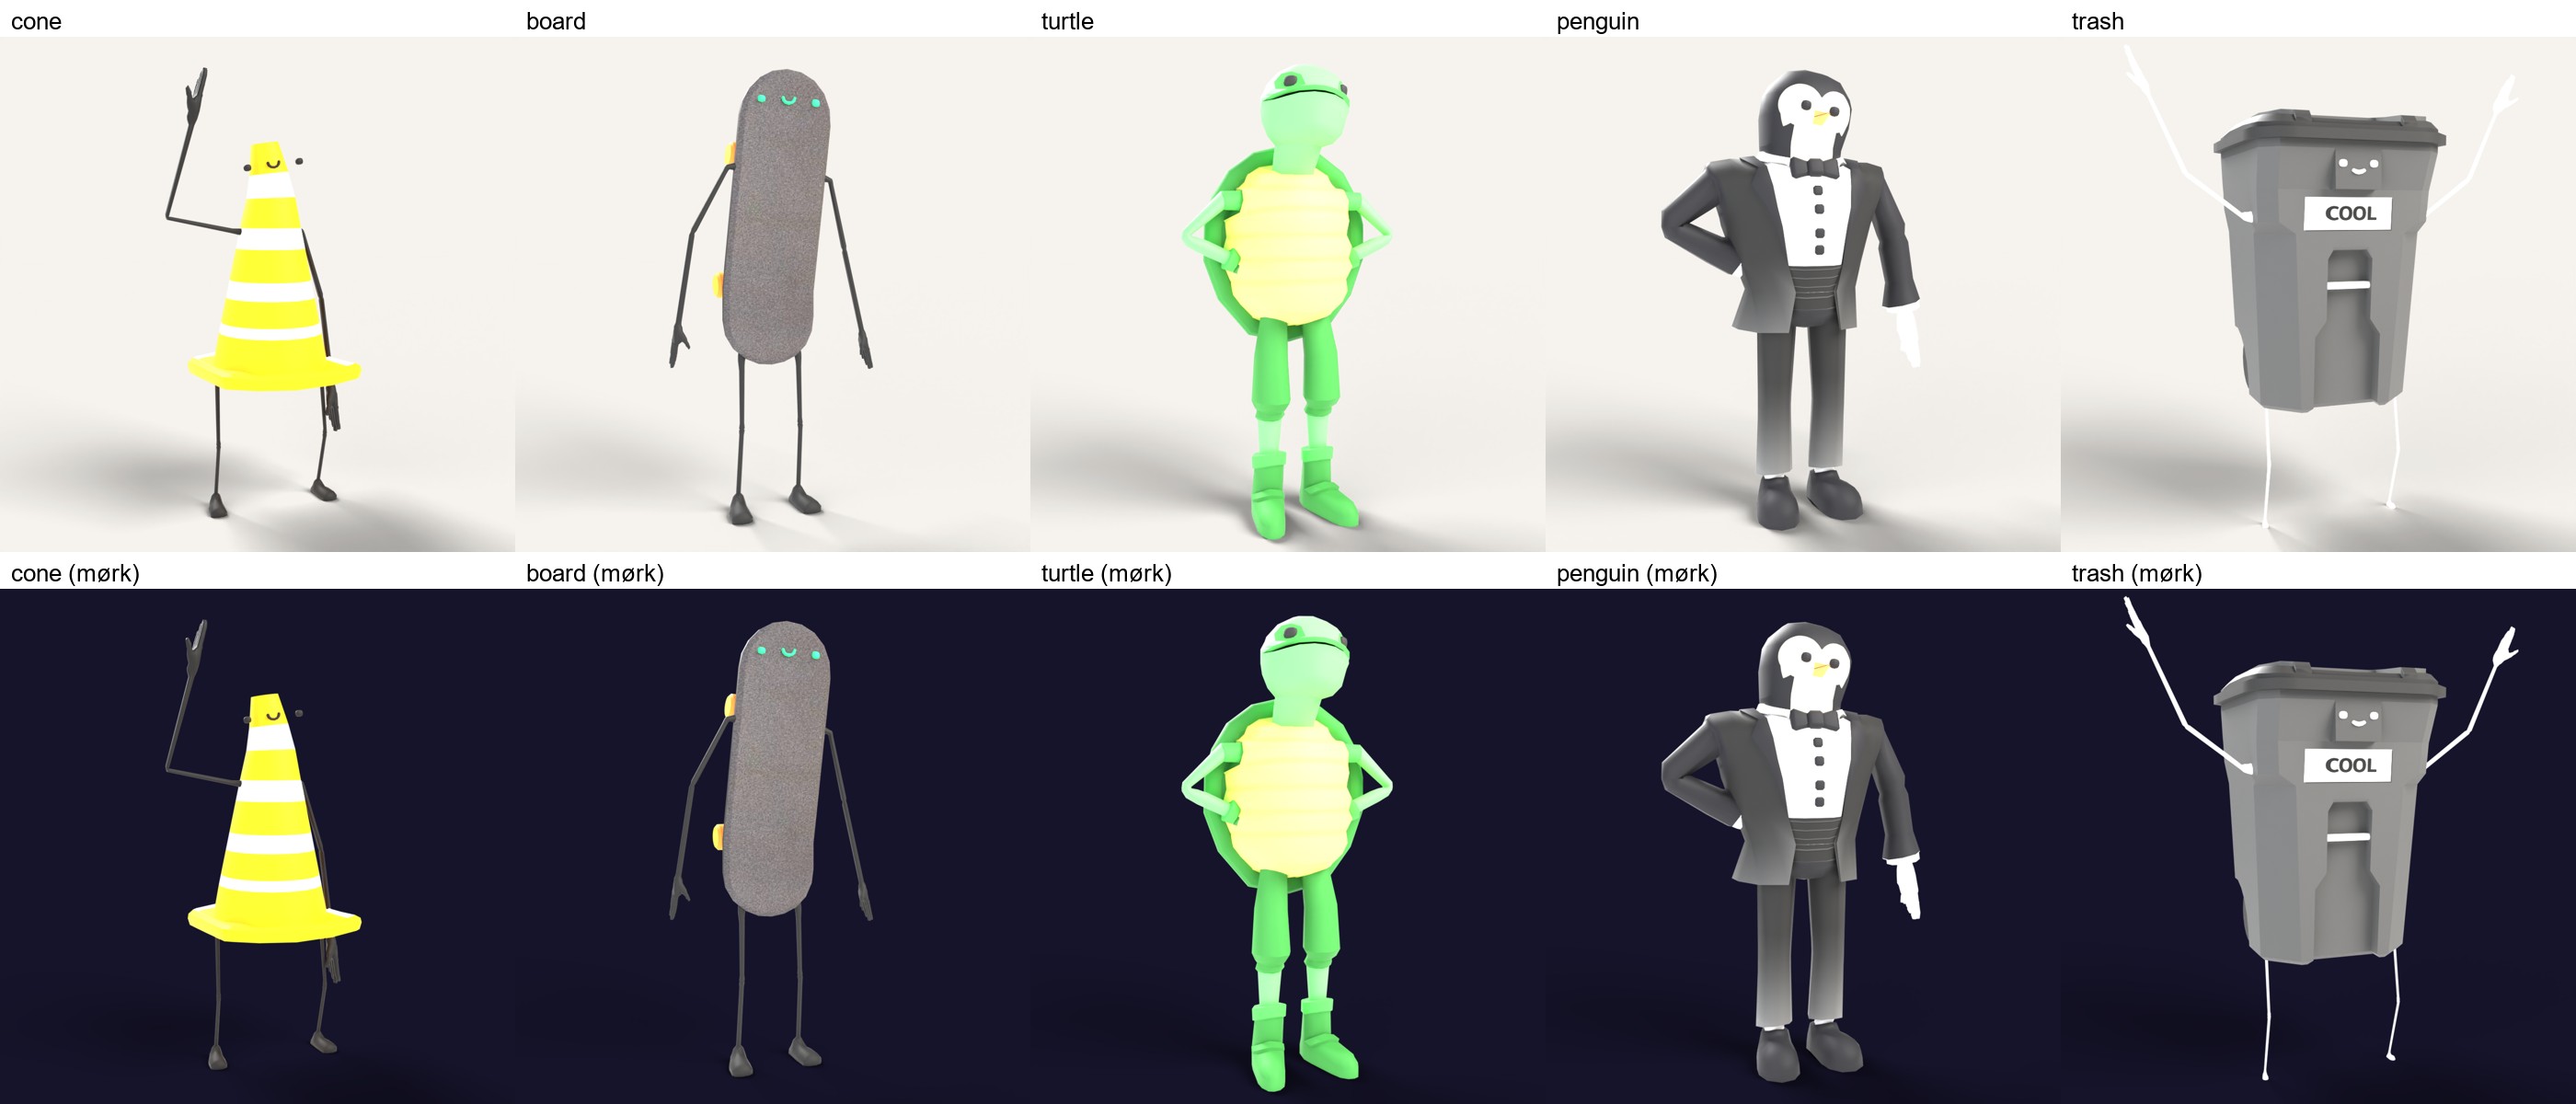 cone
board
turtle
penguin
trash
COOL
cone (mørk)
board (mørk)
turtle (mørk)
penguin (mørk)
trash (mørk)
COOL